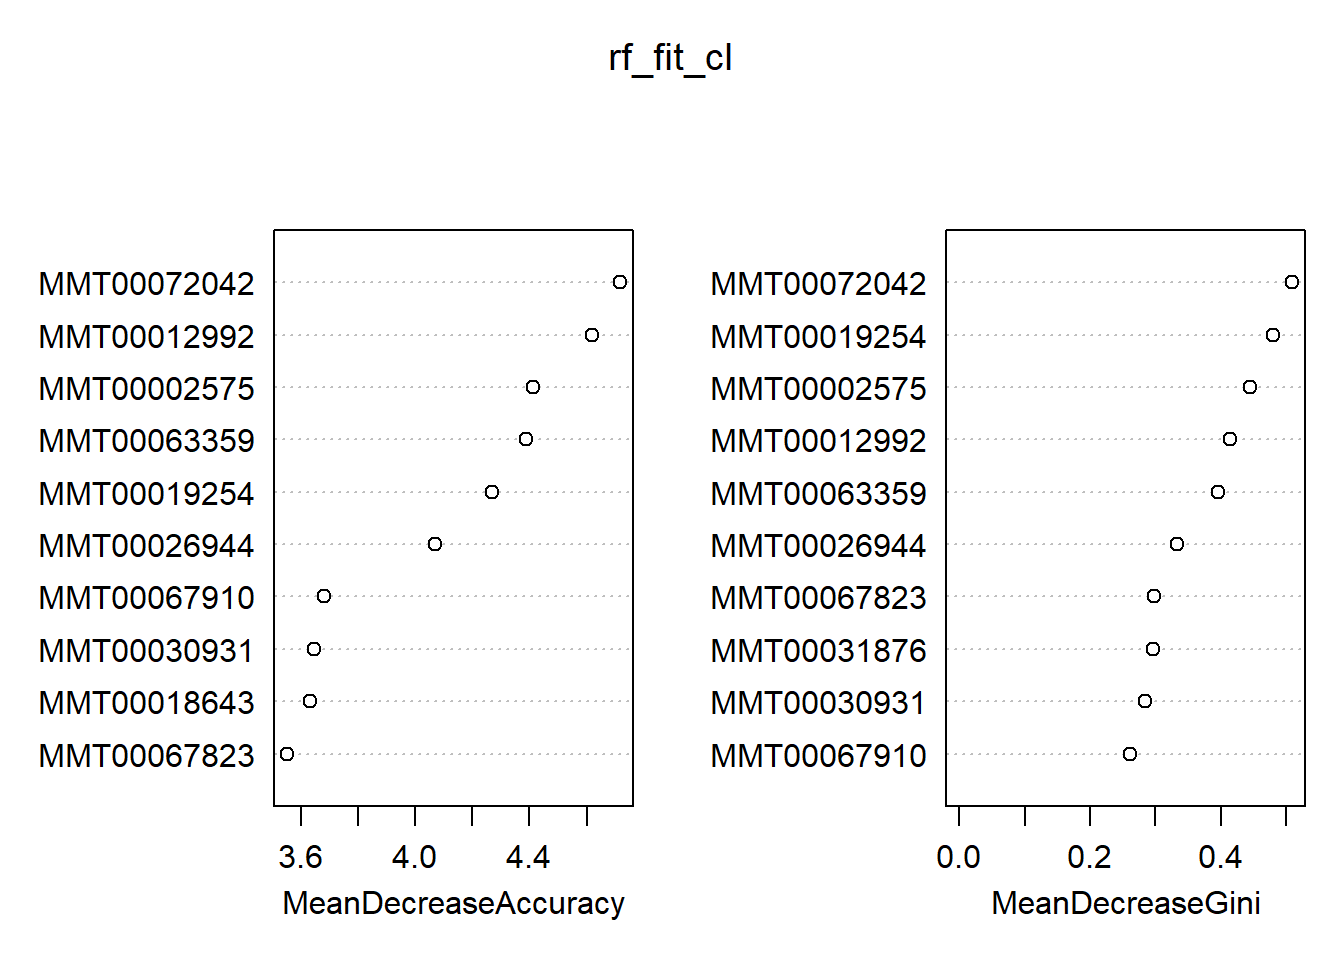 rf_fit_cl
MMT00072042
MMT00012992
MMT00002575
MMT00063359
MMT00019254
MMT00026944
MMT00067910
MMT00030931
MMT00018643
MMT00067823
3.6 4.0 4.4
MeanDecreaseAccuracy
MMT00072042
MMT00019254
MMT00002575
MMT00012992
MMT00063359
MMT00026944
MMT00067823
MMT00031876
MMT00030931
MMT00067910
0.0 0.2 0.4
MeanDecreaseGini